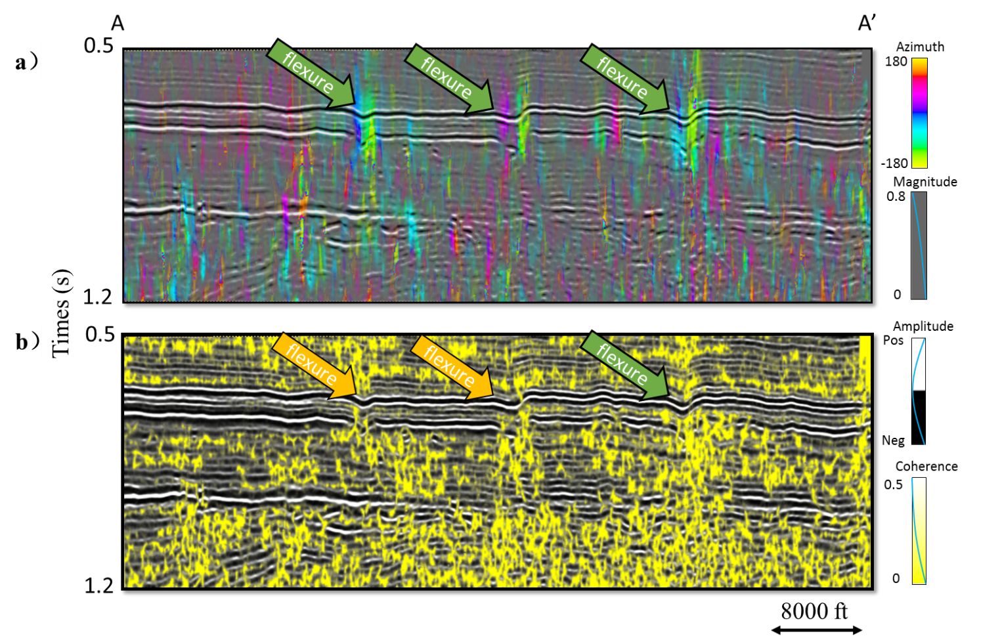 A
A’
0.5
a）
flexure
flexure
flexure
Azimuth
180
-180
Magnitude
0.8
0
1.2
Times (s)
0.5
b）
flexure
flexure
flexure
Amplitude
Pos
Neg
Coherence
0.5
0
1.2
8000 ft